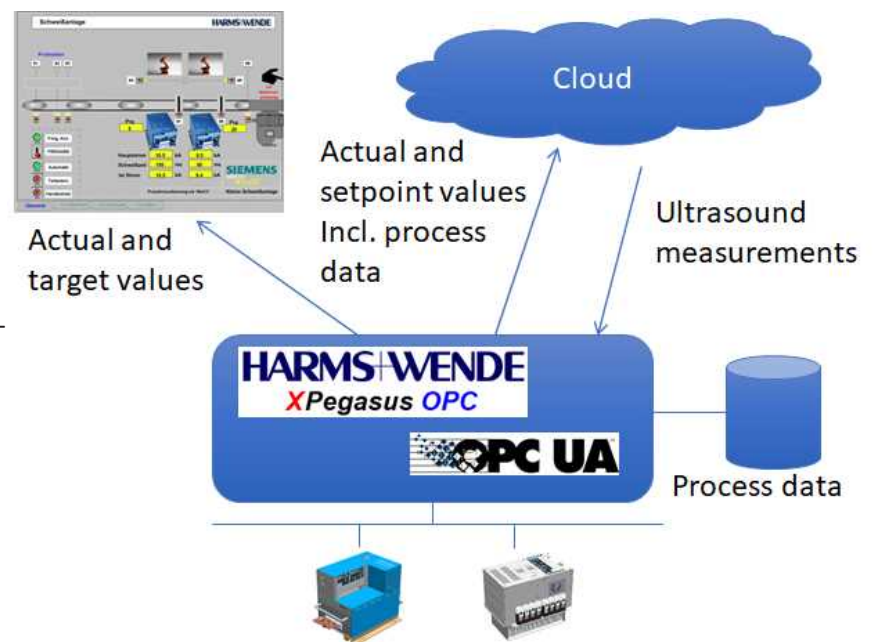 Schweißanlage
HARMS+WENDE
SIEMENS
Cloud
Actual and
setpoint values
Incl. process
data
Ultrasound
measurements
Actual and
target values
HARMS+WENDE
XPegasus OPC
OPC UA
Process data